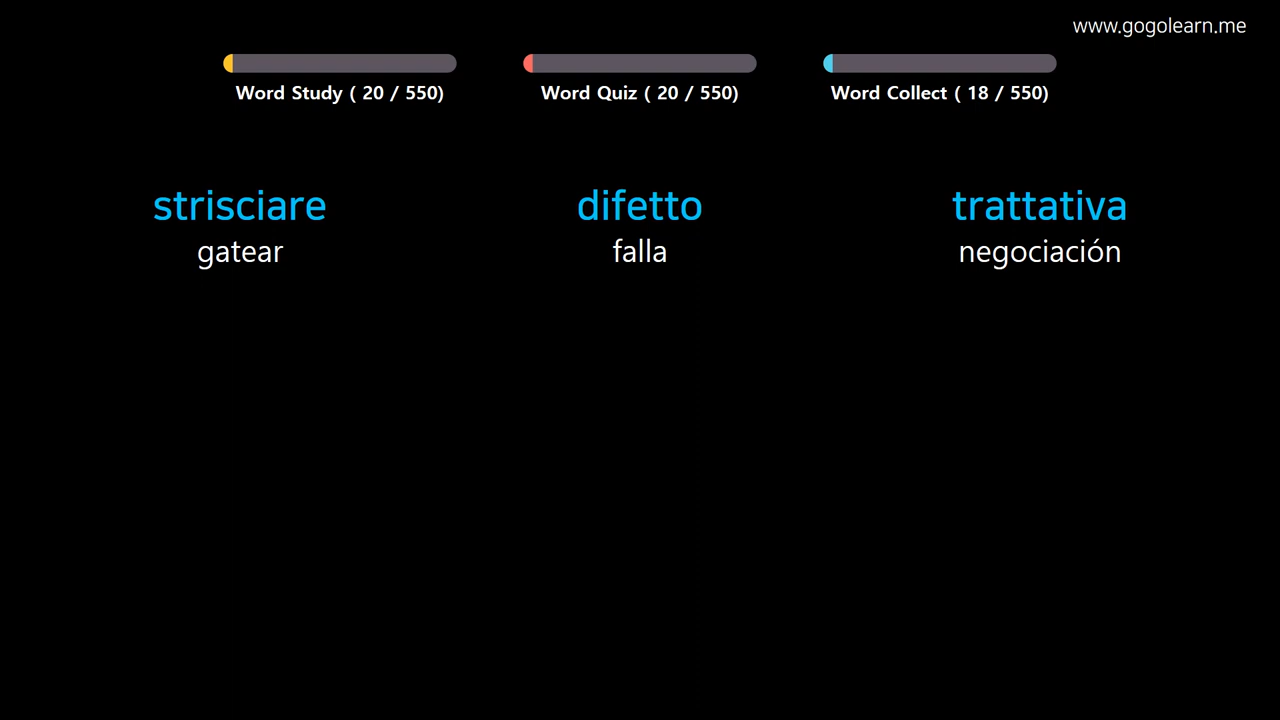 www.gogolearn.me
Word Study ( 20 / 550)
Word Quiz ( 20 / 550)
Word Collect ( 18 / 550)
strisciare
gatear
difetto
falla
trattativa
negociación